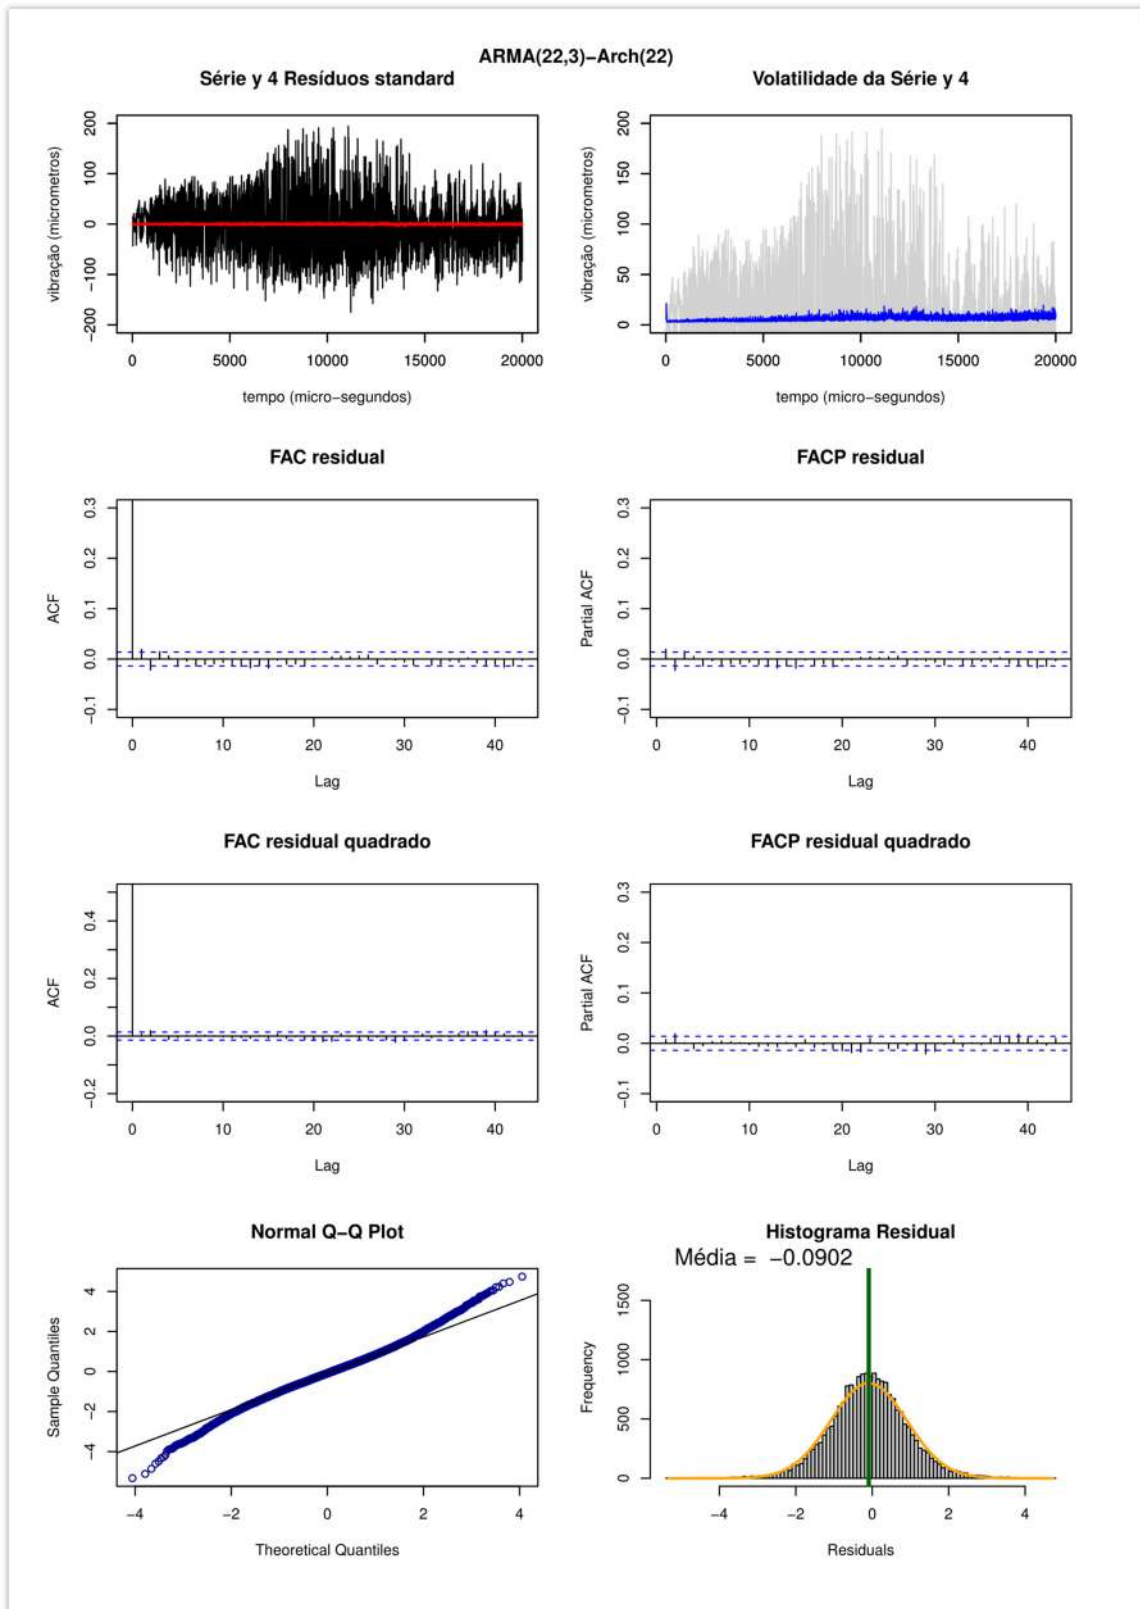 ARMA(22,3)−Arch(22)
Série y 4 Resíduos standard
vibração (micrometros)
200
100
0
−100
−200
0 5000 10000 15000 20000
tempo (micro−segundos)
Volatilidade da Série y 4
vibração (micrometros)
200
150
100
50
0
0 5000 10000 15000 20000
tempo (micro−segundos)
FAC residual
ACF
0.3
0.2
0.1
0.0
−0.1
0 10 20 30 40
Lag
FACP residual
Partial ACF
0.3
0.2
0.1
0.0
−0.1
0 10 20 30 40
Lag
FAC residual quadrado
ACF
0.4
0.2
0.0
−0.2
0 10 20 30 40
Lag
FACP residual quadrado
Partial ACF
0.3
0.2
0.1
0.0
−0.1
0 10 20 30 40
Lag
Normal Q−Q Plot
Sample Quantiles
4
2
0
−2
−4
−4 −2 0 2 4
Theoretical Quantiles
Histograma Residual
Média = −0.0902
Frequency
1500
1000
500
0
−4 −2 0 2 4
Residuals